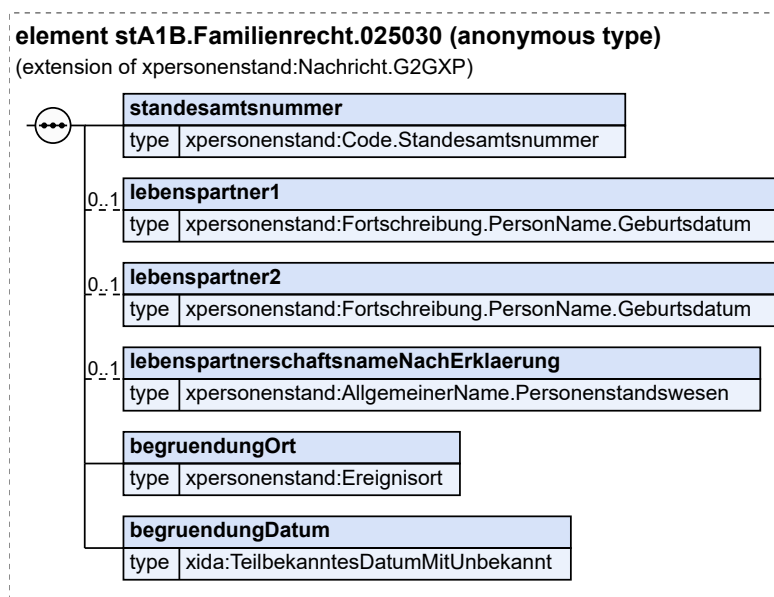 element stA1B.Familienrecht.025030 (anonymous type)
(extension of xpersonenstand:Nachricht.G2GXP)
standesamtsnummer
type xpersonenstand:Code.Standesamtsnummer
0..1 lebenspartner1
type xpersonenstand:Fortschreibung.PersonName.Geburtsdatum
0..1 lebenspartner2
type xpersonenstand:Fortschreibung.PersonName.Geburtsdatum
0..1 lebenspartnerschaftsnameNachErklaerung
type xpersonenstand:AllgemeinerName.Personenstandswesen
begruendungOrt
type xpersonenstand:Ereignisort
begruendungDatum
type xida:TeilbekanntesDatumMitUnbekannt